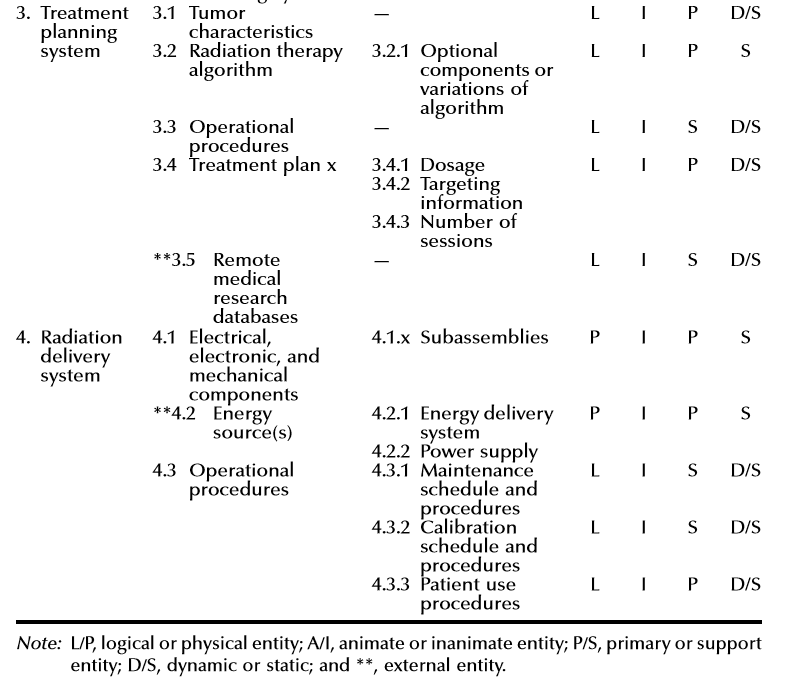 3. Treatment 3.1 Tumor — L I P D/S
planning characteristics
system 3.2 Radiation therapy 3.2.1 Optional L I P S
algorithm components or
variations of
algorithm
3.3 Operational — L I S D/S
procedures
3.4 Treatment plan x 3.4.1 Dosage L I P D/S
3.4.2 Targeting
information
3.4.3 Number of
sessions
**3.5 Remote — L I S D/S
medical
research
databases
4. Radiation 4.1 Electrical, 4.1.x Subassemblies P I P S
delivery electronic, and
system mechanical
components
**4.2 Energy 4.2.1 Energy delivery P I P S
source(s) system
4.2.2 Power supply
4.3 Operational 4.3.1 Maintenance L I S D/S
procedures schedule and
procedures
4.3.2 Calibration L I S D/S
schedule and
procedures
4.3.3 Patient use L I P D/S
procedures
Note: L/P, logical or physical entity; A/I, animate or inanimate entity; P/S, primary or support
entity; D/S, dynamic or static; and **, external entity.